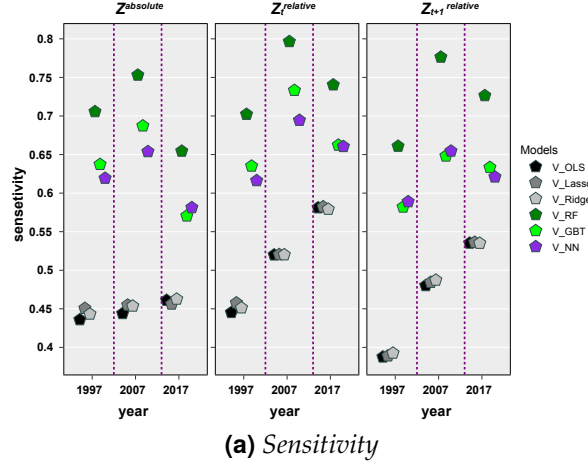 Z^absolute Z_t^relative Z_t+1^relative
sensetivity
0.8
0.75
0.7
0.65
0.6
0.55
0.5
0.45
0.4
1997 2007 2017 1997 2007 2017 1997 2007 2017
year year year
Models
V_OLS
V_Lasso
V_Ridge
V_RF
V_GBT
V_NN
(a) Sensitivity